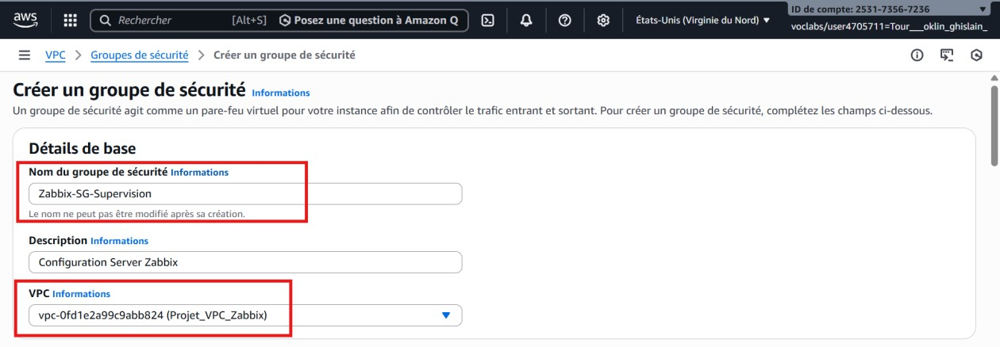 aws
Rechercher [Alt+S] Posez une question à Amazon Q
États-Unis (Virginie du Nord)
ID de compte: 2531-7356-7236
voclabs/user4705711=Tour___oklin_ghislain_
VPC > Groupes de sécurité > Créer un groupe de sécurité
Créer un groupe de sécurité Informations
Un groupe de sécurité agit comme un pare-feu virtuel pour votre instance afin de contrôler le trafic entrant et sortant. Pour créer un groupe de sécurité, complétez les champs ci-dessous.
Détails de base
Nom du groupe de sécurité Informations
Zabbix-SG-Supervision
Le nom ne peut pas être modifié après sa création.
Description Informations
Configuration Server Zabbix
VPC Informations
vpc-0fd1e2a99c9abb824 (Projet_VPC_Zabbix)